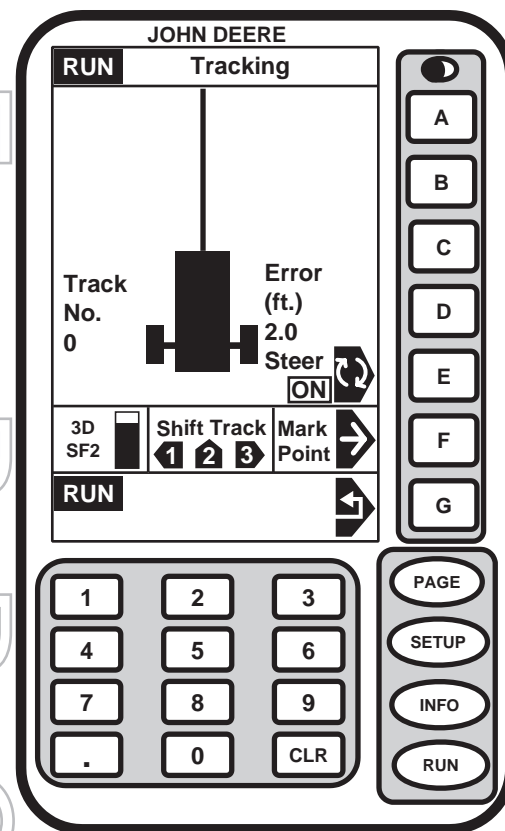 JOHN DEERE
RUN Tracking
A
B
C
D
E
F
G
Track
No.
0
Error
(ft.)
2.0
Steer
ON
3D
SF2
Shift Track
1 2 3
Mark
Point
RUN
1 2 3
4 5 6
7 8 9
. 0 CLR
PAGE
SETUP
INFO
RUN